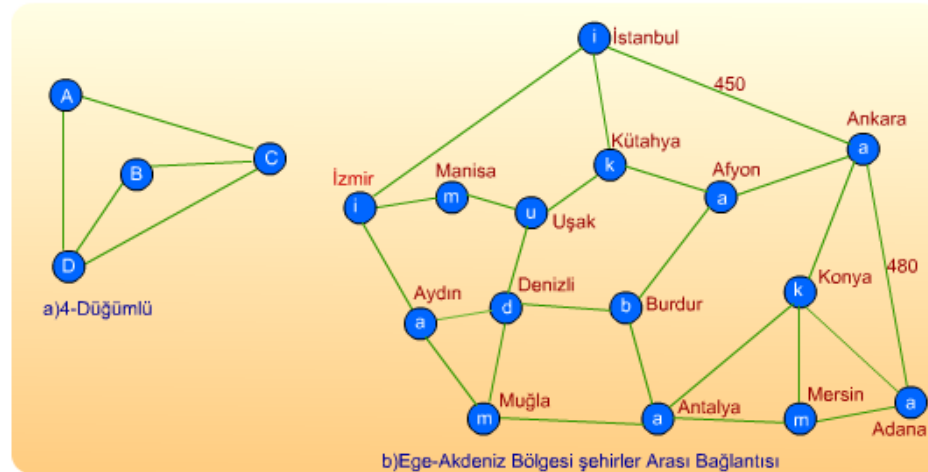 A
B
C
D
a)4-Düğümlü
i İstanbul
450
Ankara
a
Kütahya
k
Afyon
a
İzmir
i
Manisa
m
u
Uşak
Aydın
a
Denizli
d
b Burdur
Konya
k
480
Muğla
m
a Antalya
Mersin
m
a
Adana
b)Ege-Akdeniz Bölgesi şehirler Arası Bağlantısı